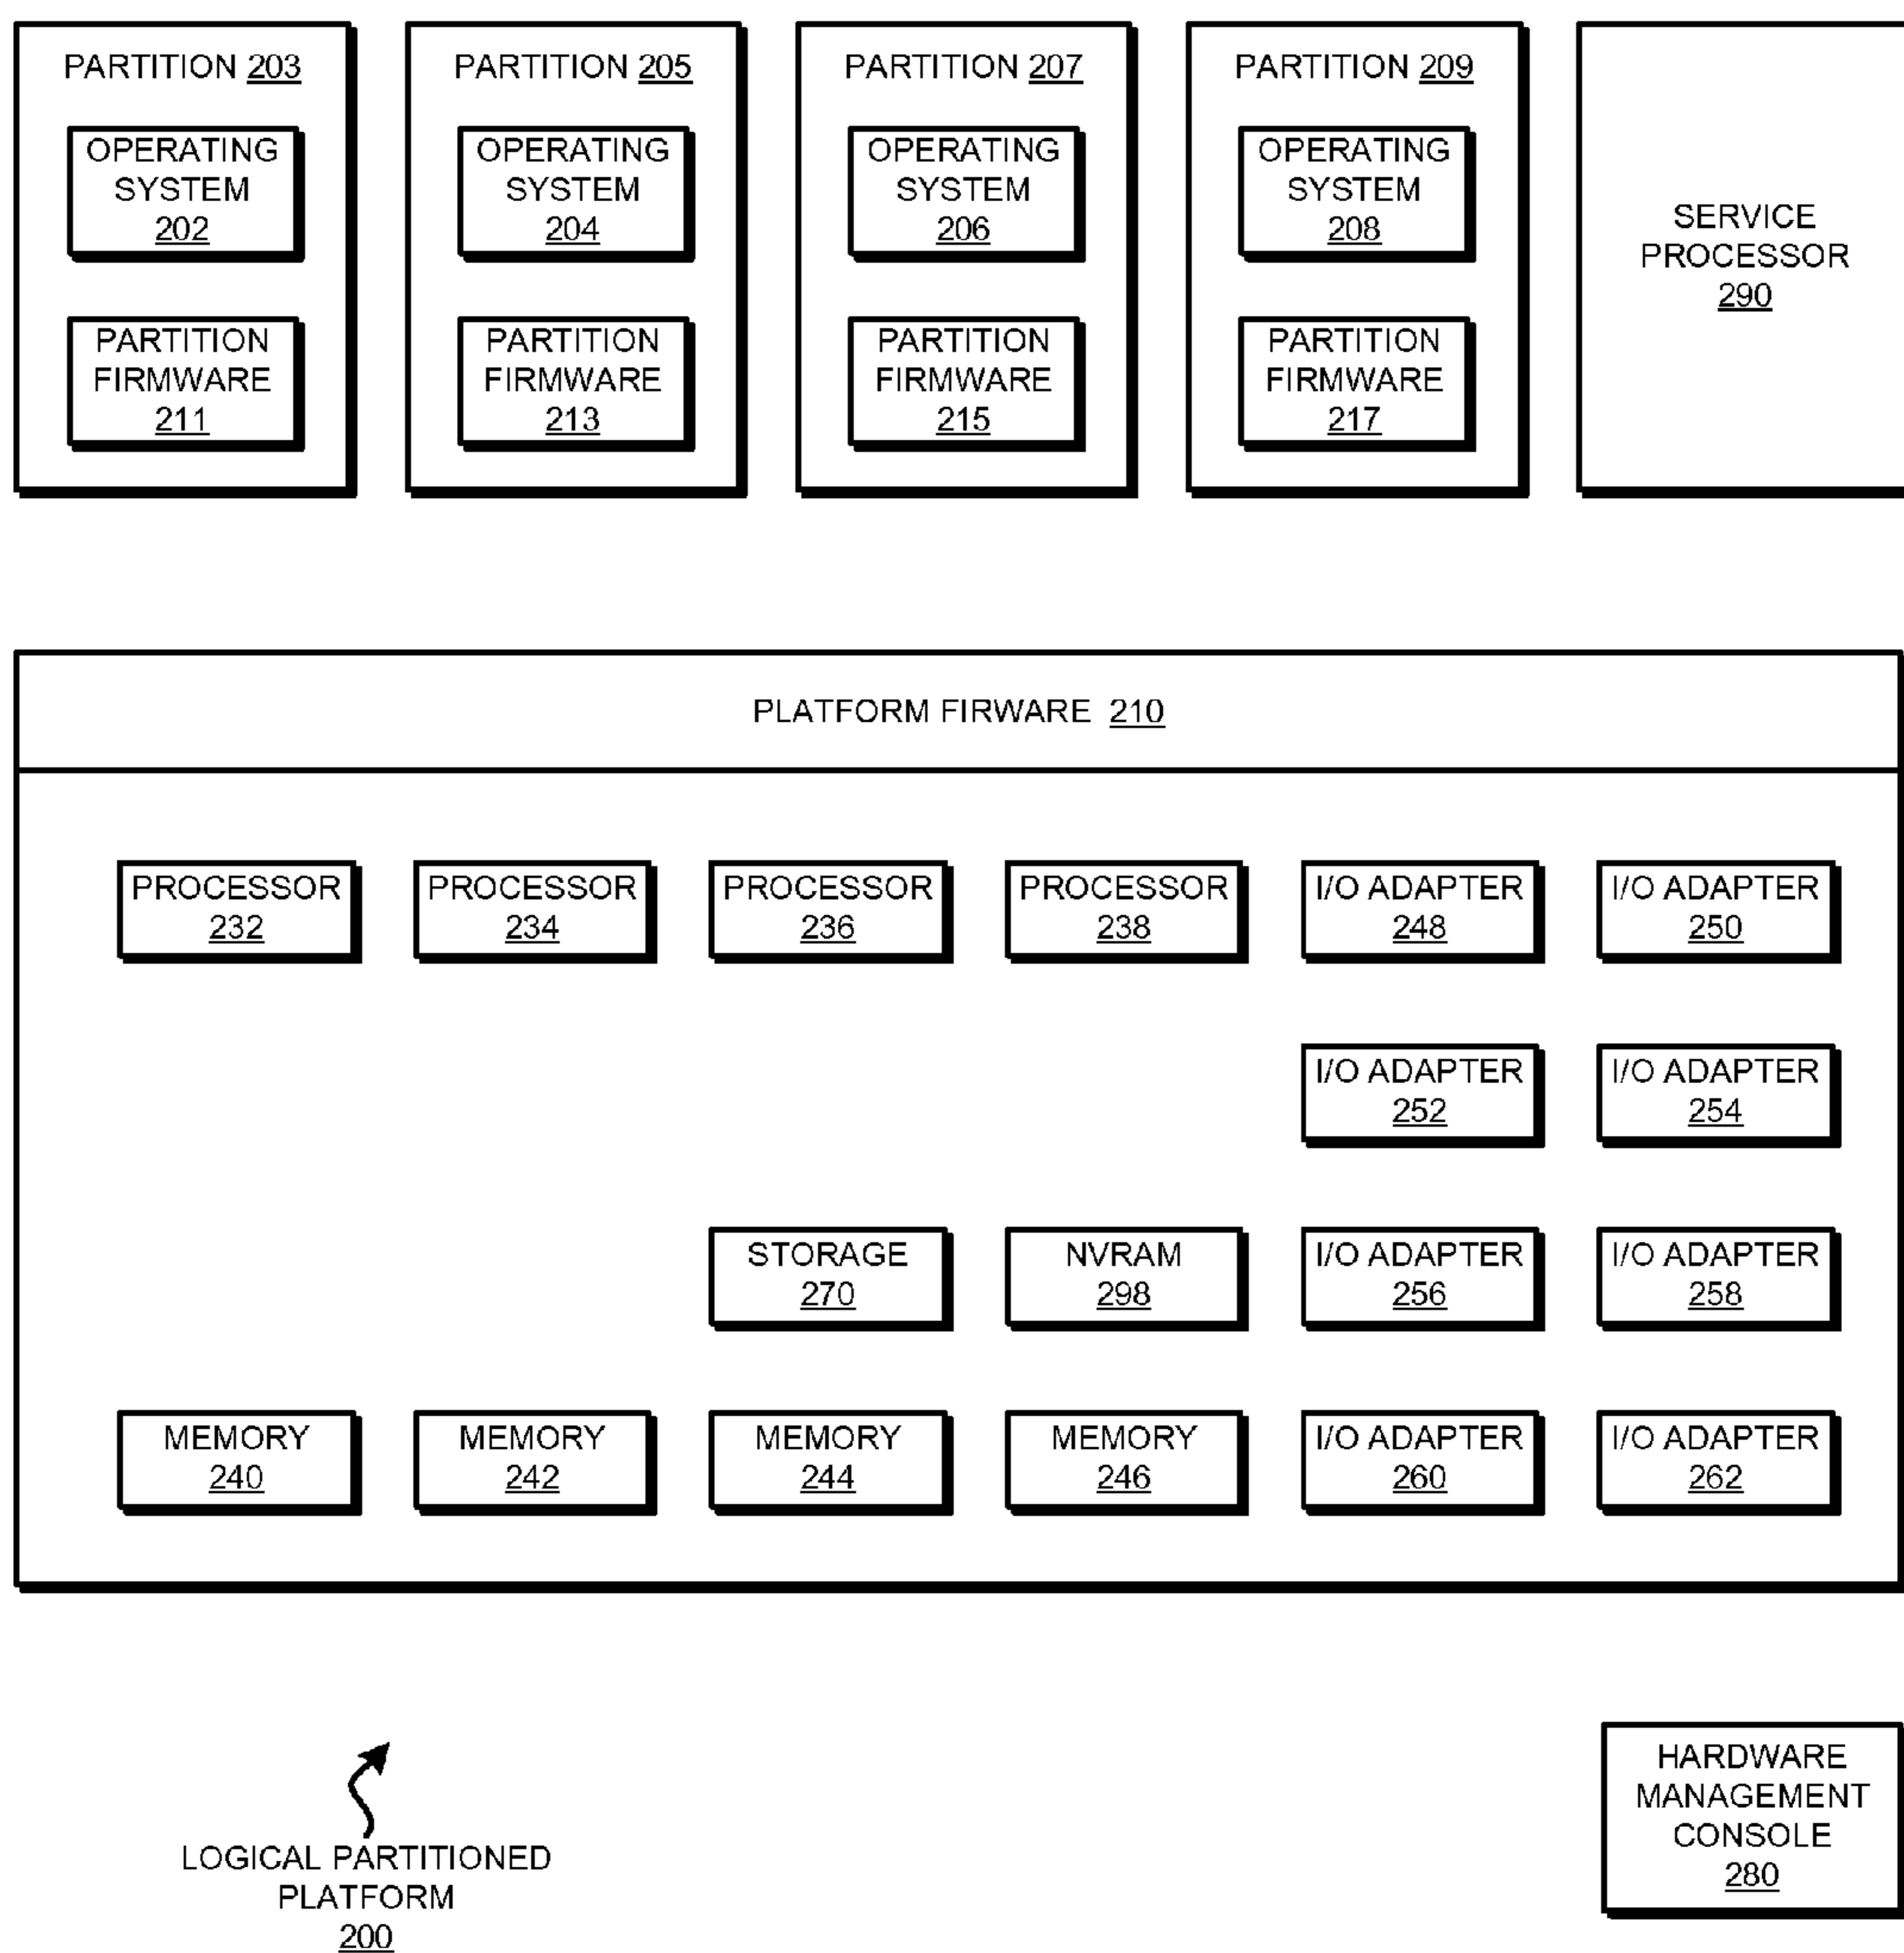 PARTITION 203
OPERATING
SYSTEM
202
PARTITION
FIRMWARE
211
PARTITION 205
OPERATING
SYSTEM
204
PARTITION
FIRMWARE
213
PARTITION 207
OPERATING
SYSTEM
206
PARTITION
FIRMWARE
215
PARTITION 209
OPERATING
SYSTEM
208
PARTITION
FIRMWARE
217
SERVICE
PROCESSOR
290
PLATFORM FIRWARE 210
PROCESSOR
232
PROCESSOR
234
PROCESSOR
236
PROCESSOR
238
I/O ADAPTER
248
I/O ADAPTER
250
I/O ADAPTER
252
I/O ADAPTER
254
STORAGE
270
NVRAM
298
I/O ADAPTER
256
I/O ADAPTER
258
MEMORY
240
MEMORY
242
MEMORY
244
MEMORY
246
I/O ADAPTER
260
I/O ADAPTER
262
LOGICAL PARTITIONED
PLATFORM
200
HARDWARE
MANAGEMENT
CONSOLE
280